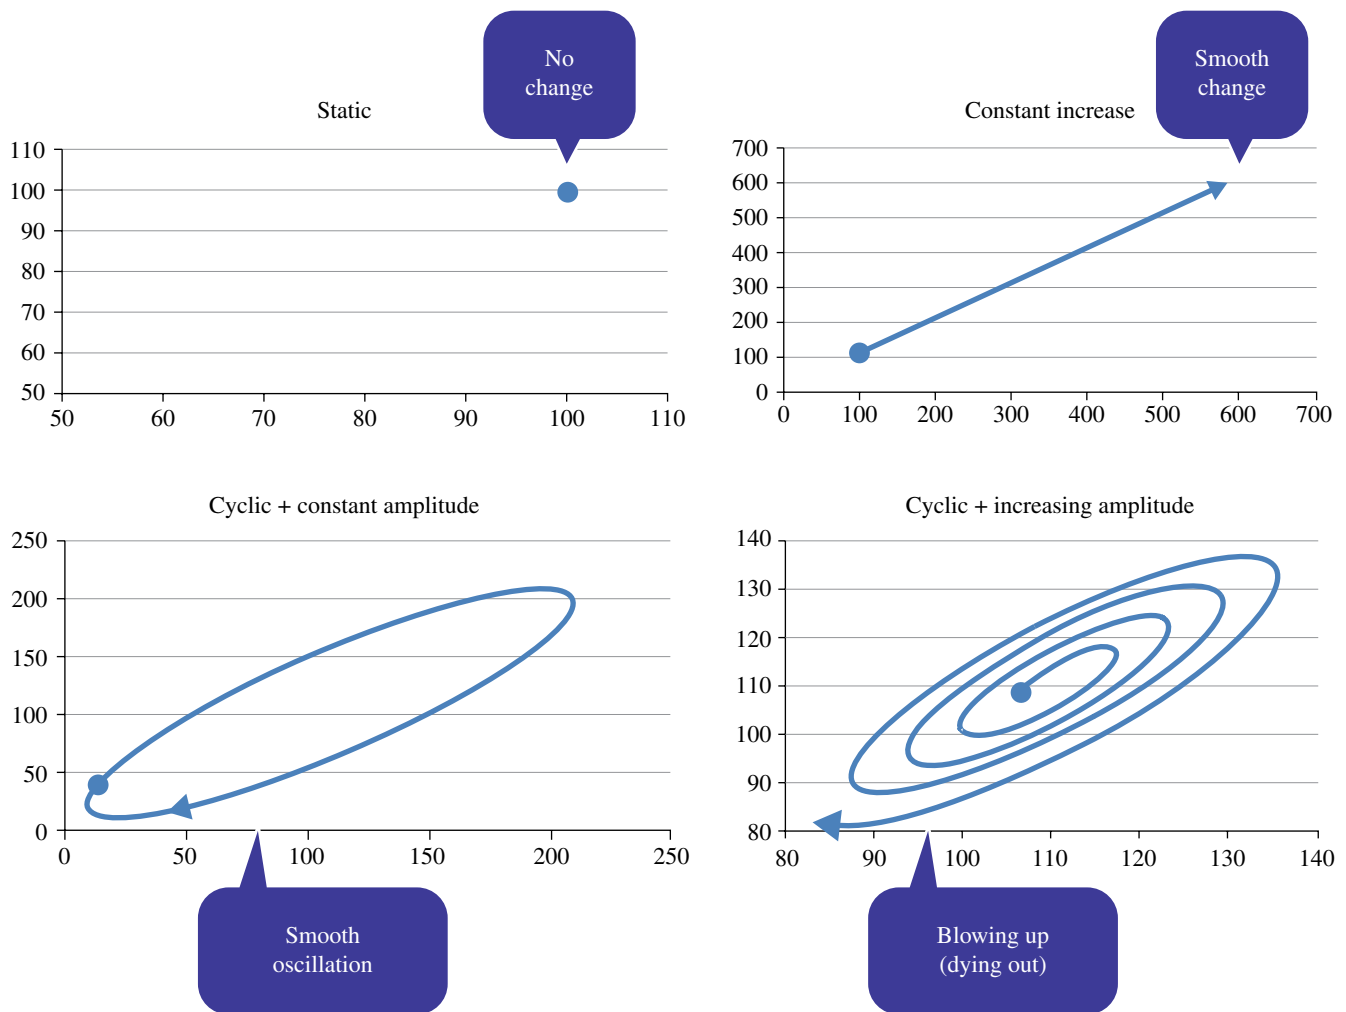 No
change
Static
110
100
90
80
70
60
50
50 60 70 80 90 100 110
Smooth
change
Constant increase
700
600
500
400
300
200
100
0
0 100 200 300 400 500 600 700
Cyclic + constant amplitude
250
200
150
100
50
0
0 50 100 150 200 250
Smooth
oscillation
Cyclic + increasing amplitude
140
130
120
110
100
90
80
80 90 100 110 120 130 140
Blowing up
(dying out)